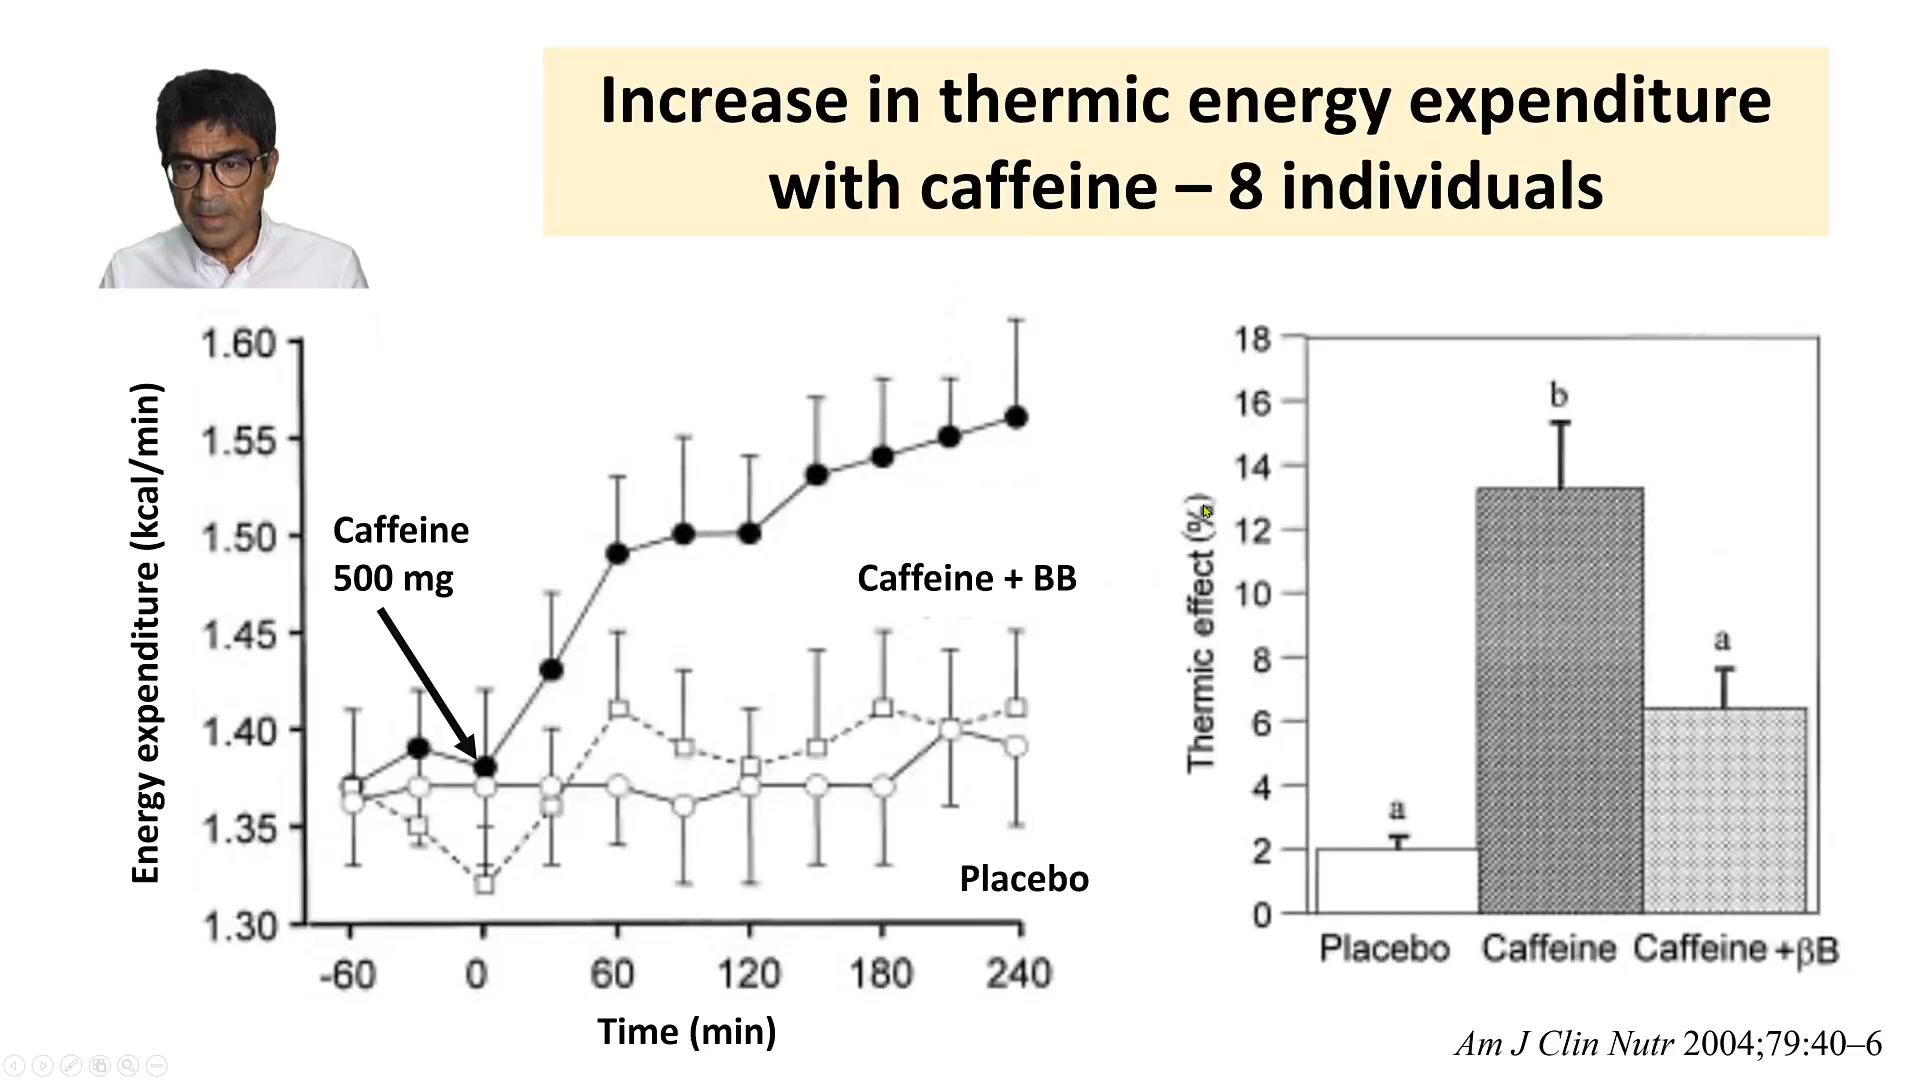 Increase in thermic energy expenditure
with caffeine – 8 individuals
Energy expenditure (kcal/min)
1.60
1.55
1.50
1.45
1.40
1.35
1.30
Caffeine
500 mg
Caffeine + BB
Placebo
-60 0 60 120 180 240
Time (min)
Thermic effect (%)
18
16
14
12
10
8
6
4
2
0
a
b
a
Placebo Caffeine Caffeine +βB
Am J Clin Nutr 2004;79:40–6